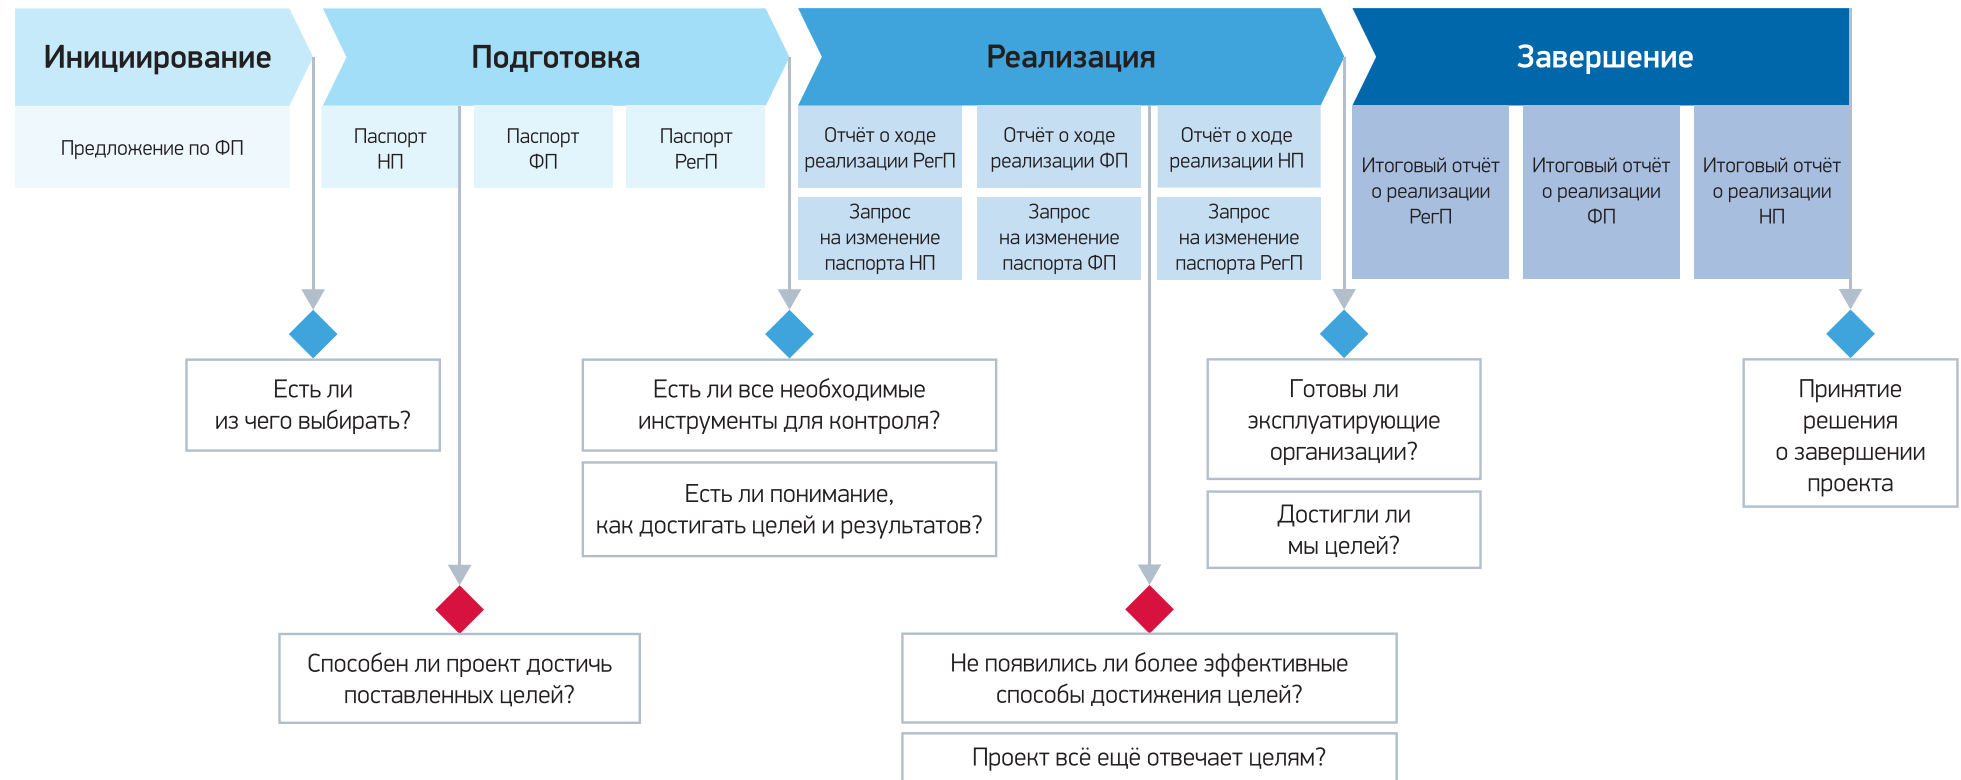 Инициирование
Подготовка
Реализация
Завершение
Предложение по ФП
Паспорт
НП
Паспорт
ФП
Паспорт
РегП
Отчёт о ходе
реализации РегП
Отчёт о ходе
реализации ФП
Отчёт о ходе
реализации НП
Запрос
на изменение
паспорта НП
Запрос
на изменение
паспорта ФП
Запрос
на изменение
паспорта РегП
Итоговый отчёт
о реализации
РегП
Итоговый отчёт
о реализации
ФП
Итоговый отчёт
о реализации
НП
Есть ли
из чего выбирать?
Есть ли все необходимые
инструменты для контроля?
Есть ли понимание,
как достигать целей и результатов?
Готовы ли
эксплуатирующие
организации?
Достигли ли
мы целей?
Принятие
решения
о завершении
проекта
Способен ли проект достичь
поставленных целей?
Не появились ли более эффективные
способы достижения целей?
Проект всё ещё отвечает целям?